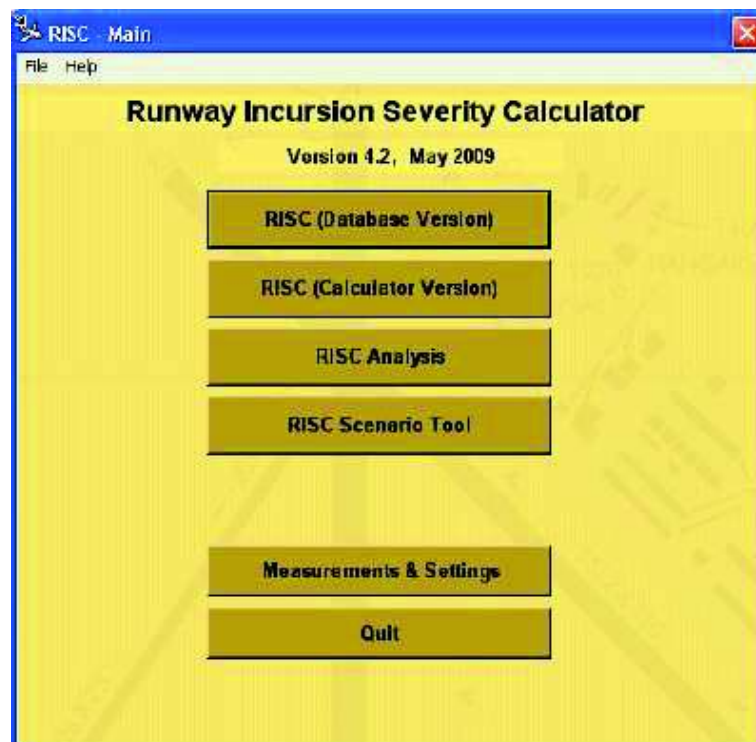 RISC - Main
File Help
Runway Incursion Severity Calculator
Version 4.2, May 2009
RISC (Database Version)
RISC (Calculator Version)
RISC Analysis
RISC Scenario Tool
Measurements & Settings
Quit